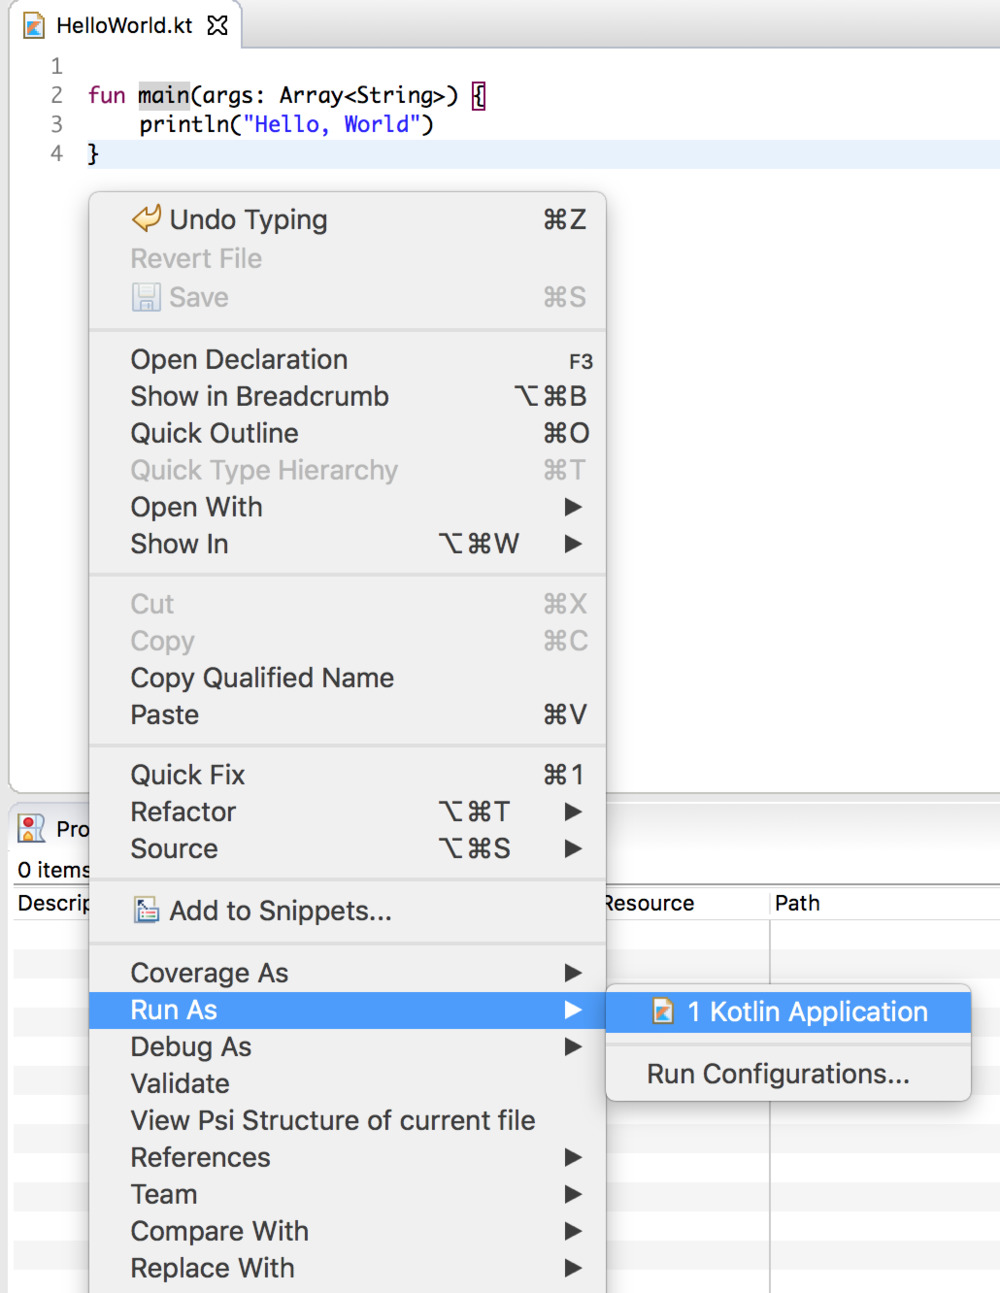 HelloWorld.kt
1
2 fun main(args: Array<String>) {
3 println("Hello, World")
4 }
Undo Typing ⌘Z
Revert File
Save ⌘S
Open Declaration F3
Show in Breadcrumb ⌥⌘B
Quick Outline ⌘O
Quick Type Hierarchy ⌘T
Open With ▶
Show In ⌥⌘W ▶
Cut ⌘X
Copy ⌘C
Copy Qualified Name
Paste ⌘V
Quick Fix ⌘1
Refactor ⌥⌘T ▶
Source ⌥⌘S ▶
Add to Snippets...
Coverage As ▶
Run As ▶
Debug As ▶
Validate
View Psi Structure of current file
References ▶
Team ▶
Compare With ▶
Replace With ▶
1 Kotlin Application
Run Configurations...
Pro
0 items
Descrip Resource Path